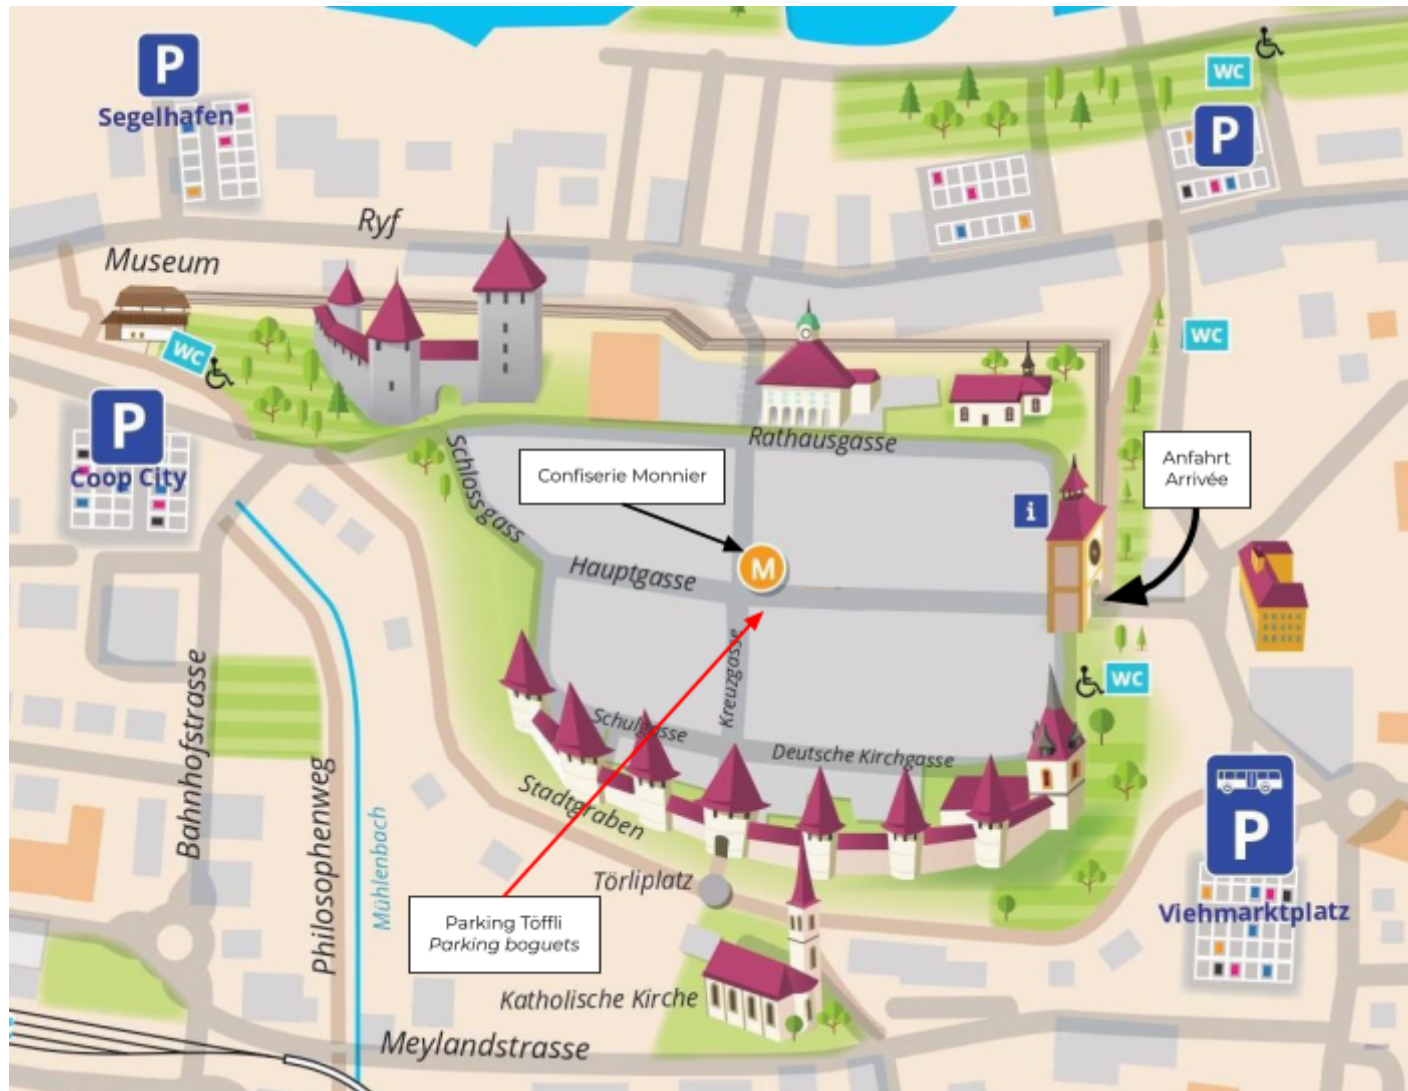 P
Segelhafen
WC
P
Ryf
Museum
WC
WC
P
Coop City
Rathausgasse
Schlossgass
Confiserie Monnier
Anfahrt
Arrivée
i
M
Hauptgasse
Kreuzgasse
WC
Schulgasse
Deutsche Kirchgasse
Bahnhofstrasse
Philosophenweg
Mühlenbach
Stadtgraben
P
Viehmarktplatz
Törliplatz
Parking Töffli
Parking boguets
Katholische Kirche
Meylandstrasse